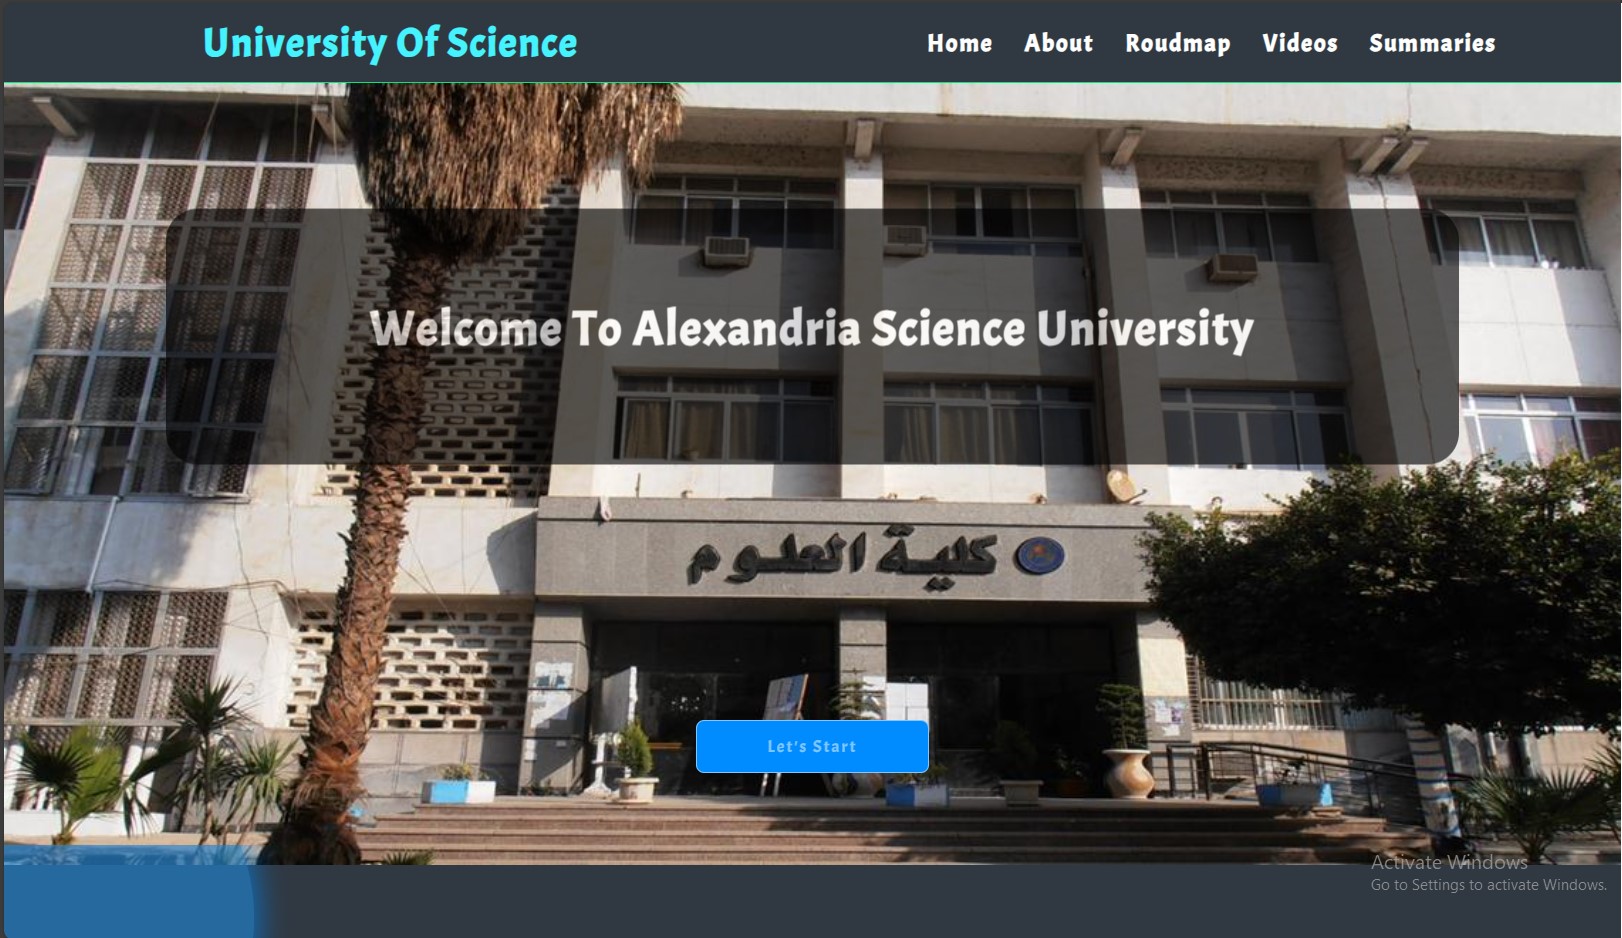 University Of Science
Home About Roudmap Videos Summaries
Welcome To Alexandria Science University
كلية العلوم
Let's Start
Activate Windows
Go to Settings to activate Windows.